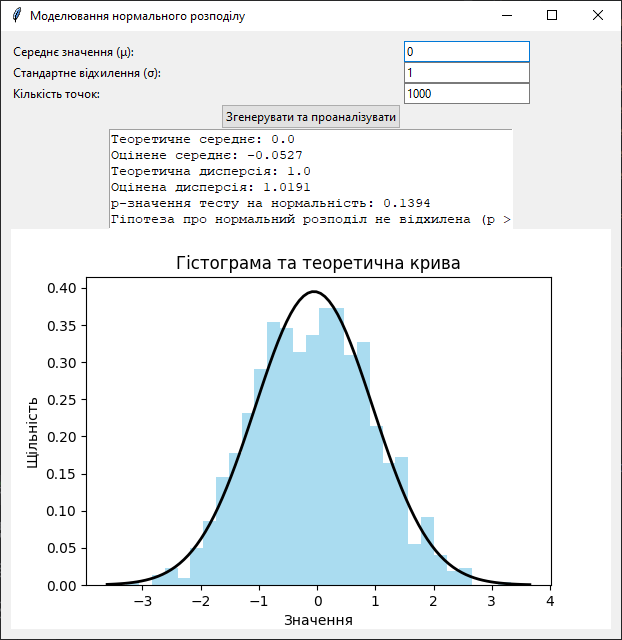 Моделювання нормального розподілу
Середнє значення (μ): 0
Стандартне відхилення (σ): 1
Кількість точок: 1000
Згенерувати та проаналізувати
Теоретичне середнє: 0.0
Оцінене середнє: -0.0527
Теоретична дисперсія: 1.0
Оцінена дисперсія: 1.0191
p-значення тесту на нормальність: 0.1394
Гіпотеза про нормальний розподіл не відхилена (p >
Гістограма та теоретична крива
0.40
0.35
0.30
0.25
0.20
0.15
0.10
0.05
0.00
Щільність
−3 −2 −1 0 1 2 3 4
Значення